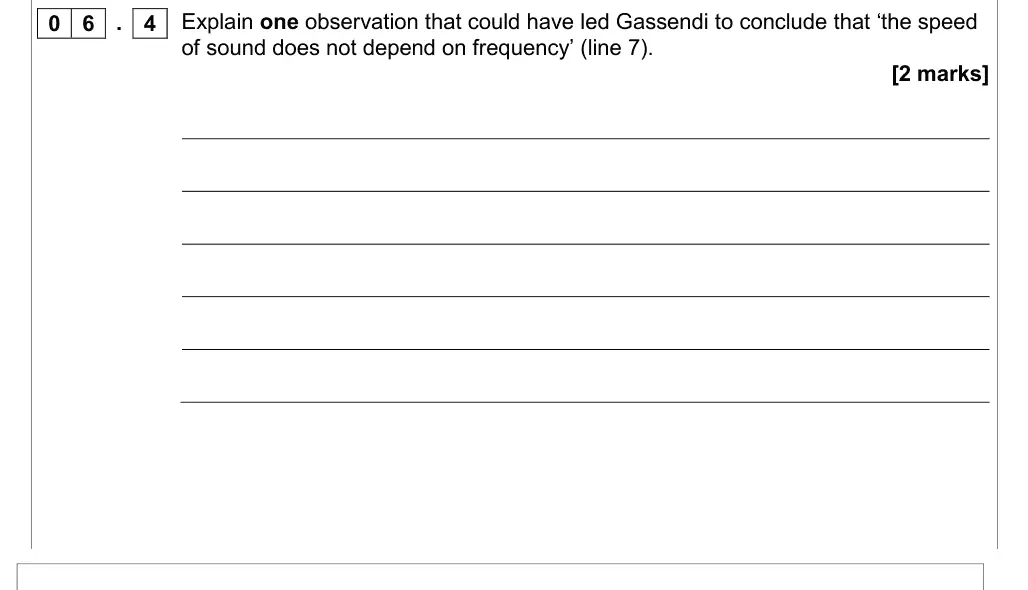 0 6 . 4 Explain one observation that could have led Gassendi to conclude that ‘the speed
of sound does not depend on frequency’ (line 7).
[2 marks]